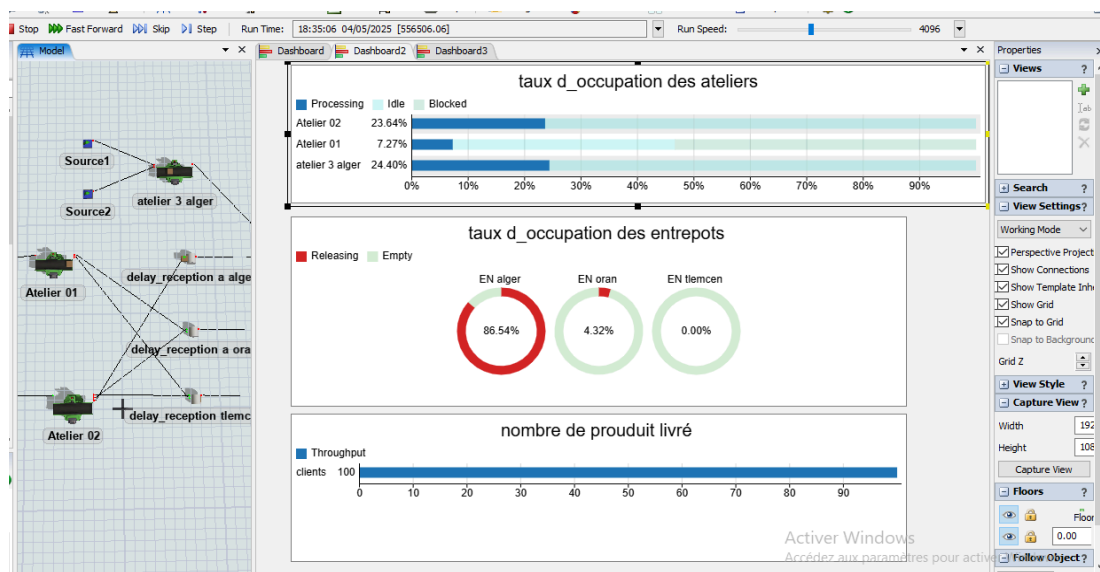 Stop Fast Forward Skip Step Run Time: 18:35:06 04/05/2025 [556506.06] Run Speed: 4096
Model Dashboard Dashboard2 Dashboard3 Properties
taux d_occupation des ateliers
Processing Idle Blocked
Atelier 02 23.64%
Atelier 01 7.27%
atelier 3 alger 24.40%
0% 10% 20% 30% 40% 50% 60% 70% 80% 90%
taux d_occupation des entrepots
Releasing Empty
EN alger EN oran EN tlemcen
86.54% 4.32% 0.00%
nombre de prouduit livré
Throughput
clients 100
0 10 20 30 40 50 60 70 80 90
Source1
Source2
atelier 3 alger
Atelier 01
delay_reception a alge
delay_reception a ora
delay_reception tlemc
Atelier 02
Views ?
Search ?
View Settings ?
Working Mode
Perspective Project
Show Connections
Show Template Inh
Show Grid
Snap to Grid
Snap to Background
Grid Z
View Style ?
Capture View ?
Width 192
Height 108
Capture View
Floors ?
Floor
0.00
Follow Object ?
Activer Windows
Accédez aux paramètres pour active